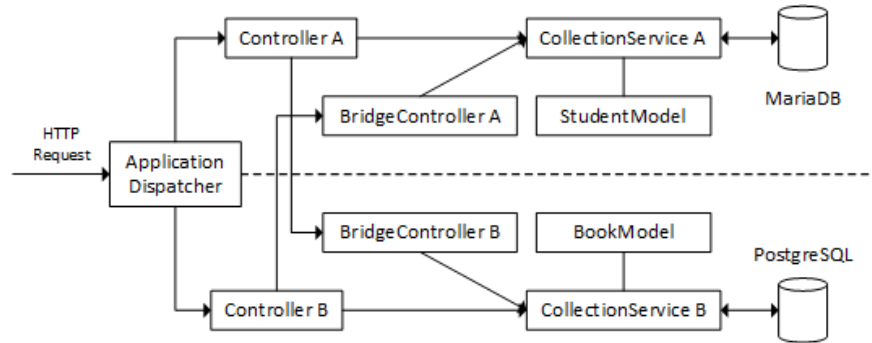 Controller A
CollectionService A
MariaDB
BridgeController A
StudentModel
HTTP
Request
Application
Dispatcher
BridgeController B
BookModel
PostgreSQL
Controller B
CollectionService B